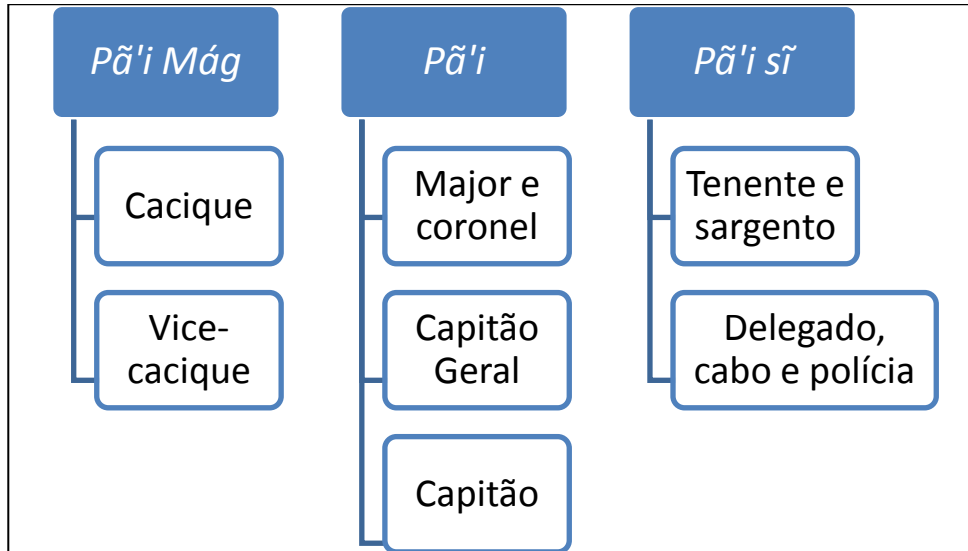 Pã'i Mág
Cacique
Vice-
cacique
Pã'i
Major e
coronel
Capitão
Geral
Capitão
Pã'i sĩ
Tenente e
sargento
Delegado,
cabo e polícia